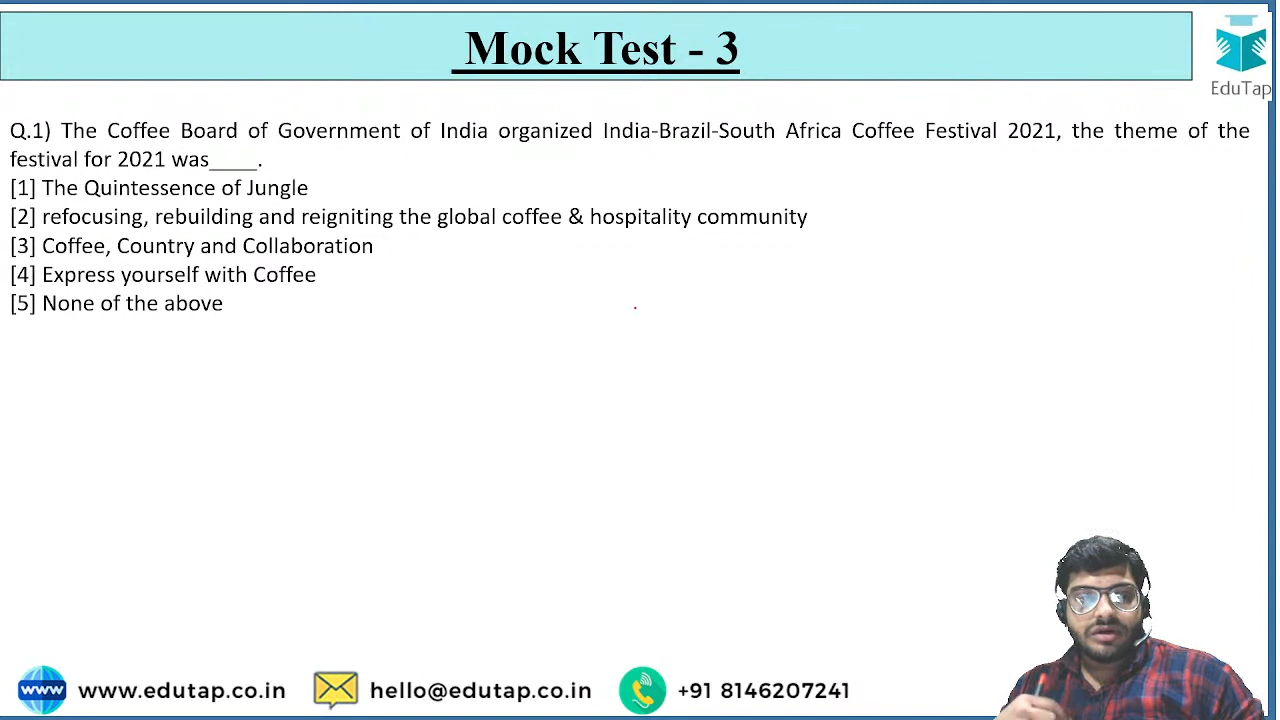 Mock Test - 3
EduTap
Q.1) The Coffee Board of Government of India organized India-Brazil-South Africa Coffee Festival 2021, the theme of the
festival for 2021 was____.
[1] The Quintessence of Jungle
[2] refocusing, rebuilding and reigniting the global coffee & hospitality community
[3] Coffee, Country and Collaboration
[4] Express yourself with Coffee
[5] None of the above
www www.edutap.co.in hello@edutap.co.in +91 8146207241